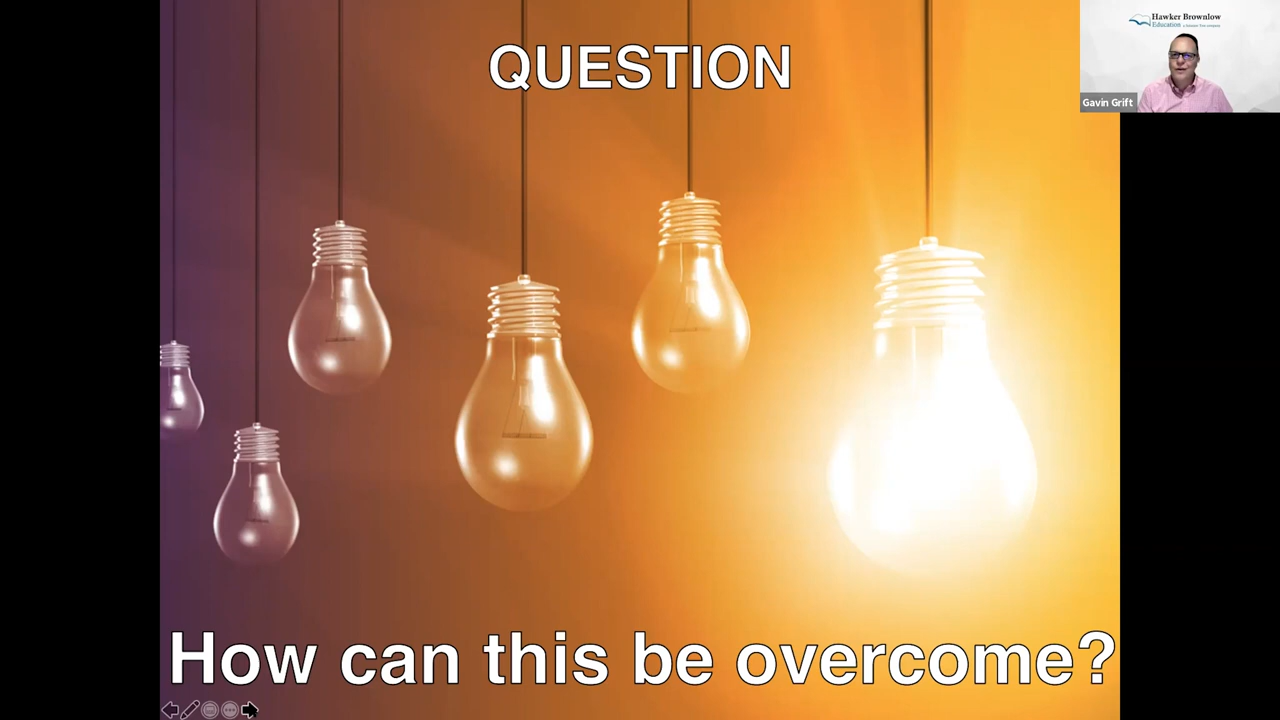 QUESTION
Hawker Brownlow
Education
Gavin Grift
How can this be overcome?